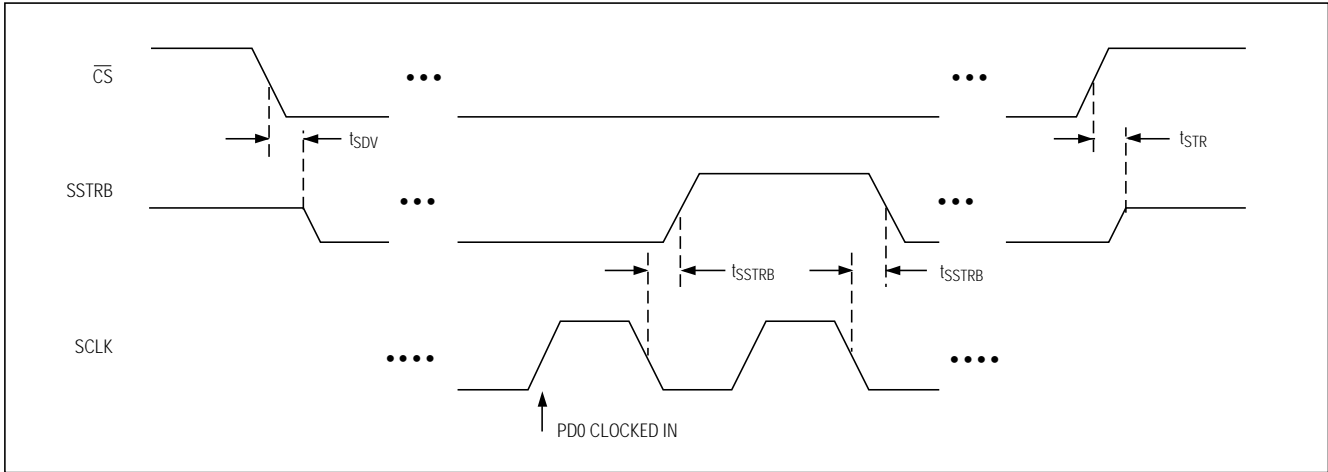 CS
tSDV
tSTR
SSTRB
tSSTRB
tSSTRB
SCLK
PD0 CLOCKED IN